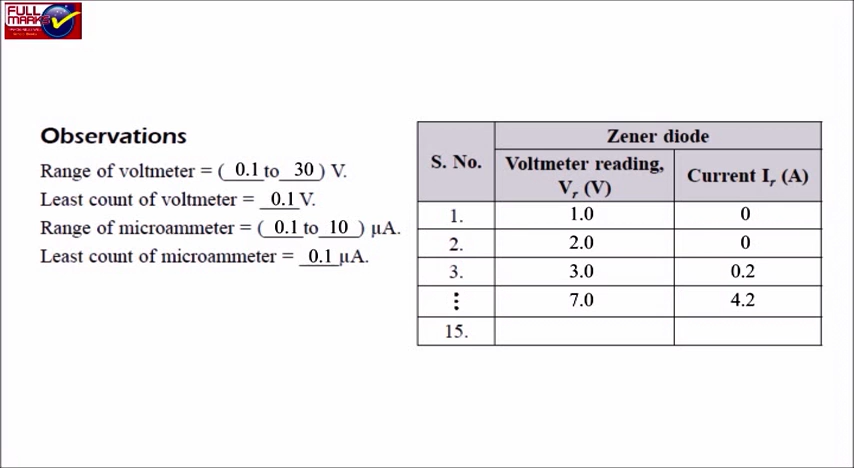 FULL
MARKS
Observations
Range of voltmeter = ( 0.1 to 30 ) V.
Least count of voltmeter = 0.1 V.
Range of microammeter = ( 0.1 to 10 ) µA.
Least count of microammeter = 0.1 µA.
S. No.
Zener diode
Voltmeter reading,
Vr (V)
Current Ir (A)
1. 1.0 0
2. 2.0 0
3. 3.0 0.2
⋮ 7.0 4.2
15.